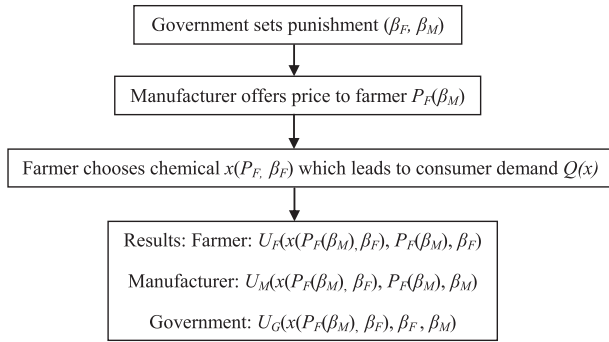 Government sets punishment (β_F, β_M)
Manufacturer offers price to farmer P_F(β_M)
Farmer chooses chemical x(P_F, β_F) which leads to consumer demand Q(x)
Results: Farmer: U_F(x(P_F(β_M), β_F), P_F(β_M), β_F)
Manufacturer: U_M(x(P_F(β_M), β_F), P_F(β_M), β_M)
Government: U_G(x(P_F(β_M), β_F), β_F, β_M)